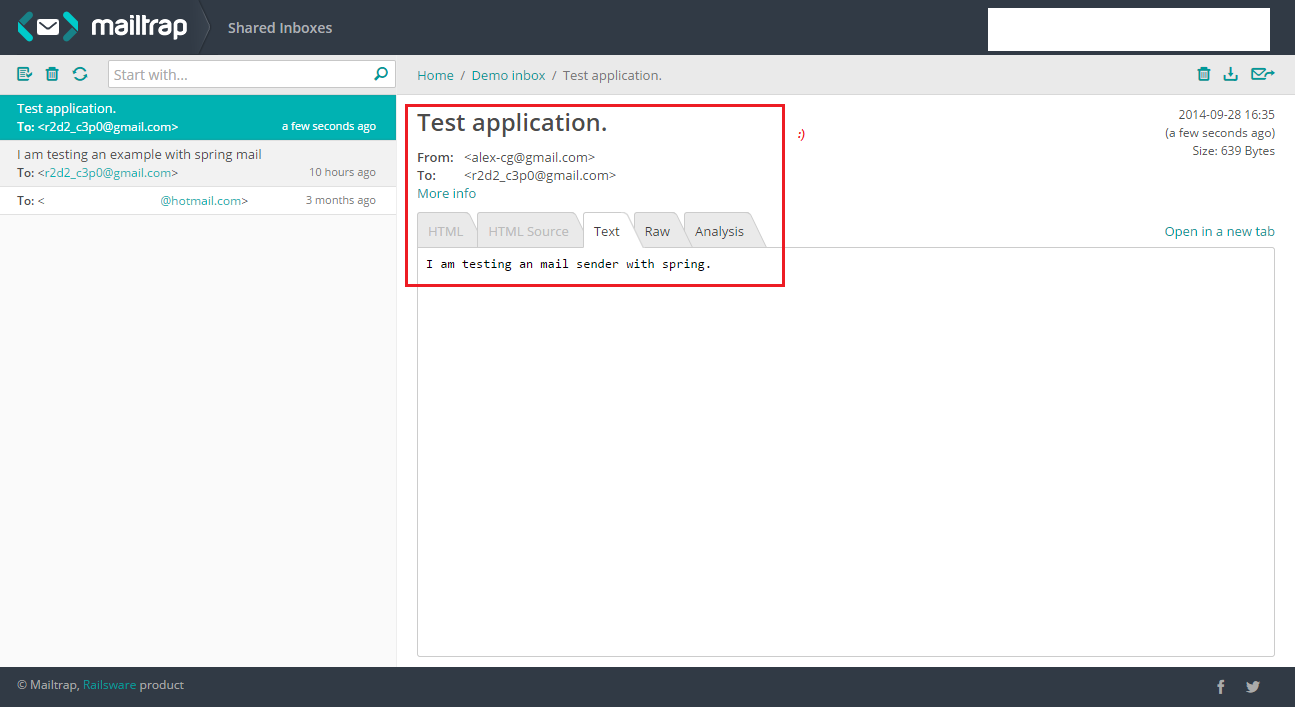 mailtrap
Shared Inboxes
Start with...
Home / Demo inbox / Test application.
Test application.
To: <r2d2_c3p0@gmail.com> a few seconds ago
I am testing an example with spring mail
To: <r2d2_c3p0@gmail.com> 10 hours ago
To: < @hotmail.com> 3 months ago
Test application.
:)
From: <alex-cg@gmail.com>
To: <r2d2_c3p0@gmail.com>
More info
2014-09-28 16:35
(a few seconds ago)
Size: 639 Bytes
HTML HTML Source Text Raw Analysis
Open in a new tab
I am testing an mail sender with spring.
© Mailtrap, Railsware product